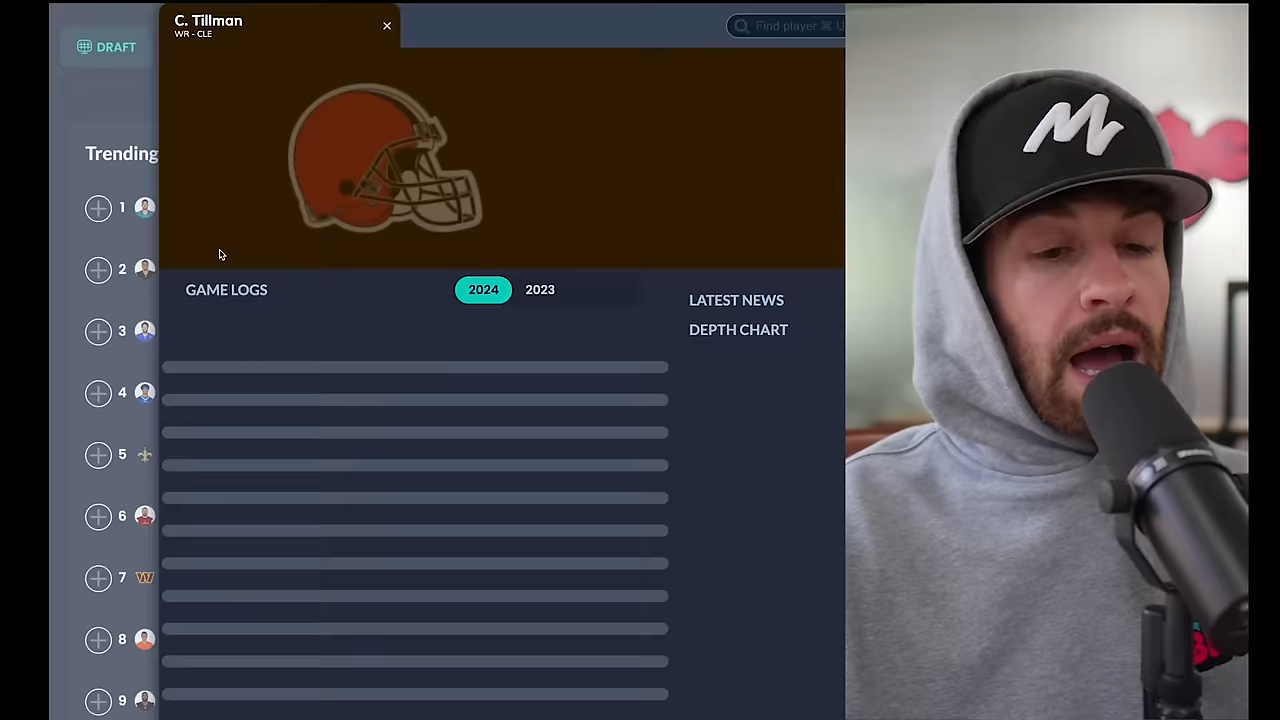 C. Tillman
WR - CLE
Find player ⌘ U
DRAFT
Trending
1
2
3
4
5
6
7
8
9
GAME LOGS
2024
2023
LATEST NEWS
DEPTH CHART
M
W